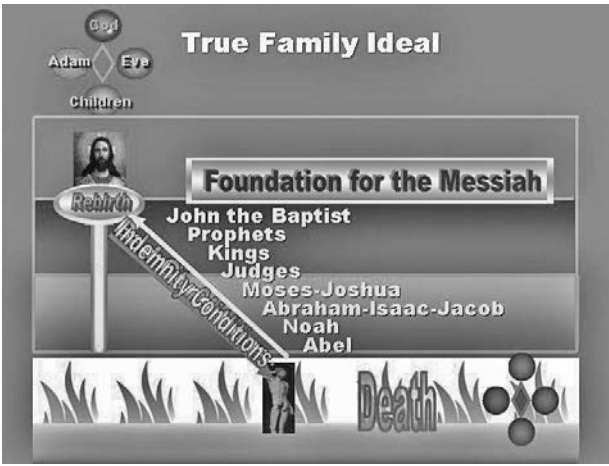 God
True Family Ideal
Adam Eve
Children
Foundation for the Messiah
Rebirth
John the Baptist
Prophets
Kings
Judges
Moses-Joshua
Abraham-Isaac-Jacob
Noah
Abel
Indemnity Conditions
Death